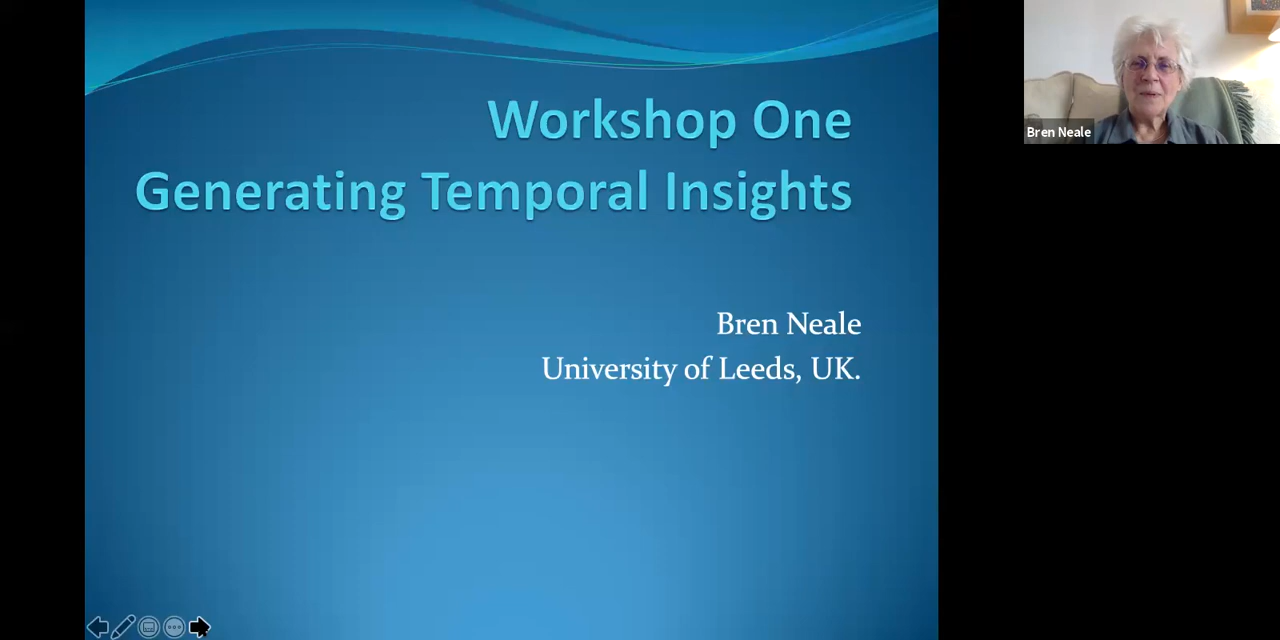 Workshop One
Generating Temporal Insights
Bren Neale
University of Leeds, UK.
Bren Neale